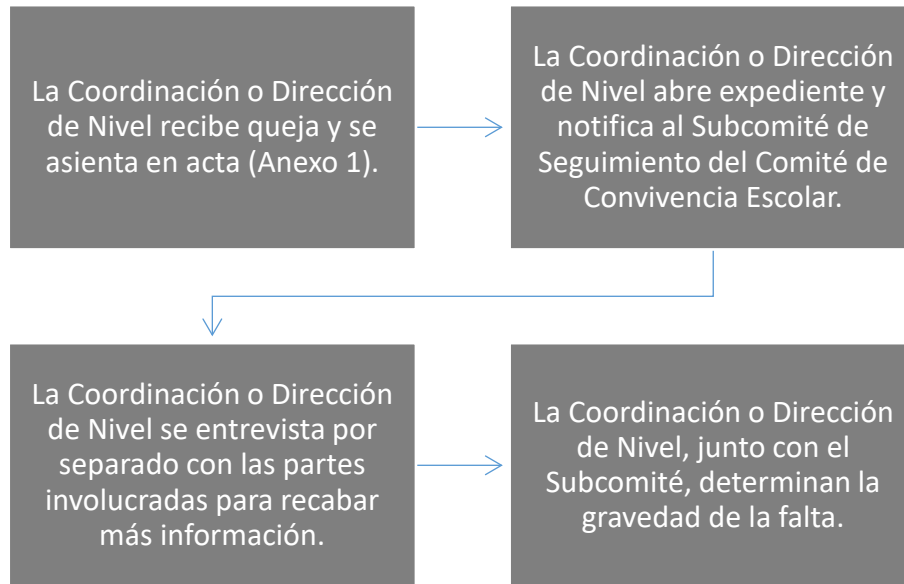 La Coordinación o Dirección
de Nivel recibe queja y se
asienta en acta (Anexo 1).
La Coordinación o Dirección
de Nivel abre expediente y
notifica al Subcomité de
Seguimiento del Comité de
Convivencia Escolar.
La Coordinación o Dirección
de Nivel se entrevista por
separado con las partes
involucradas para recabar
más información.
La Coordinación o Dirección
de Nivel, junto con el
Subcomité, determinan la
gravedad de la falta.